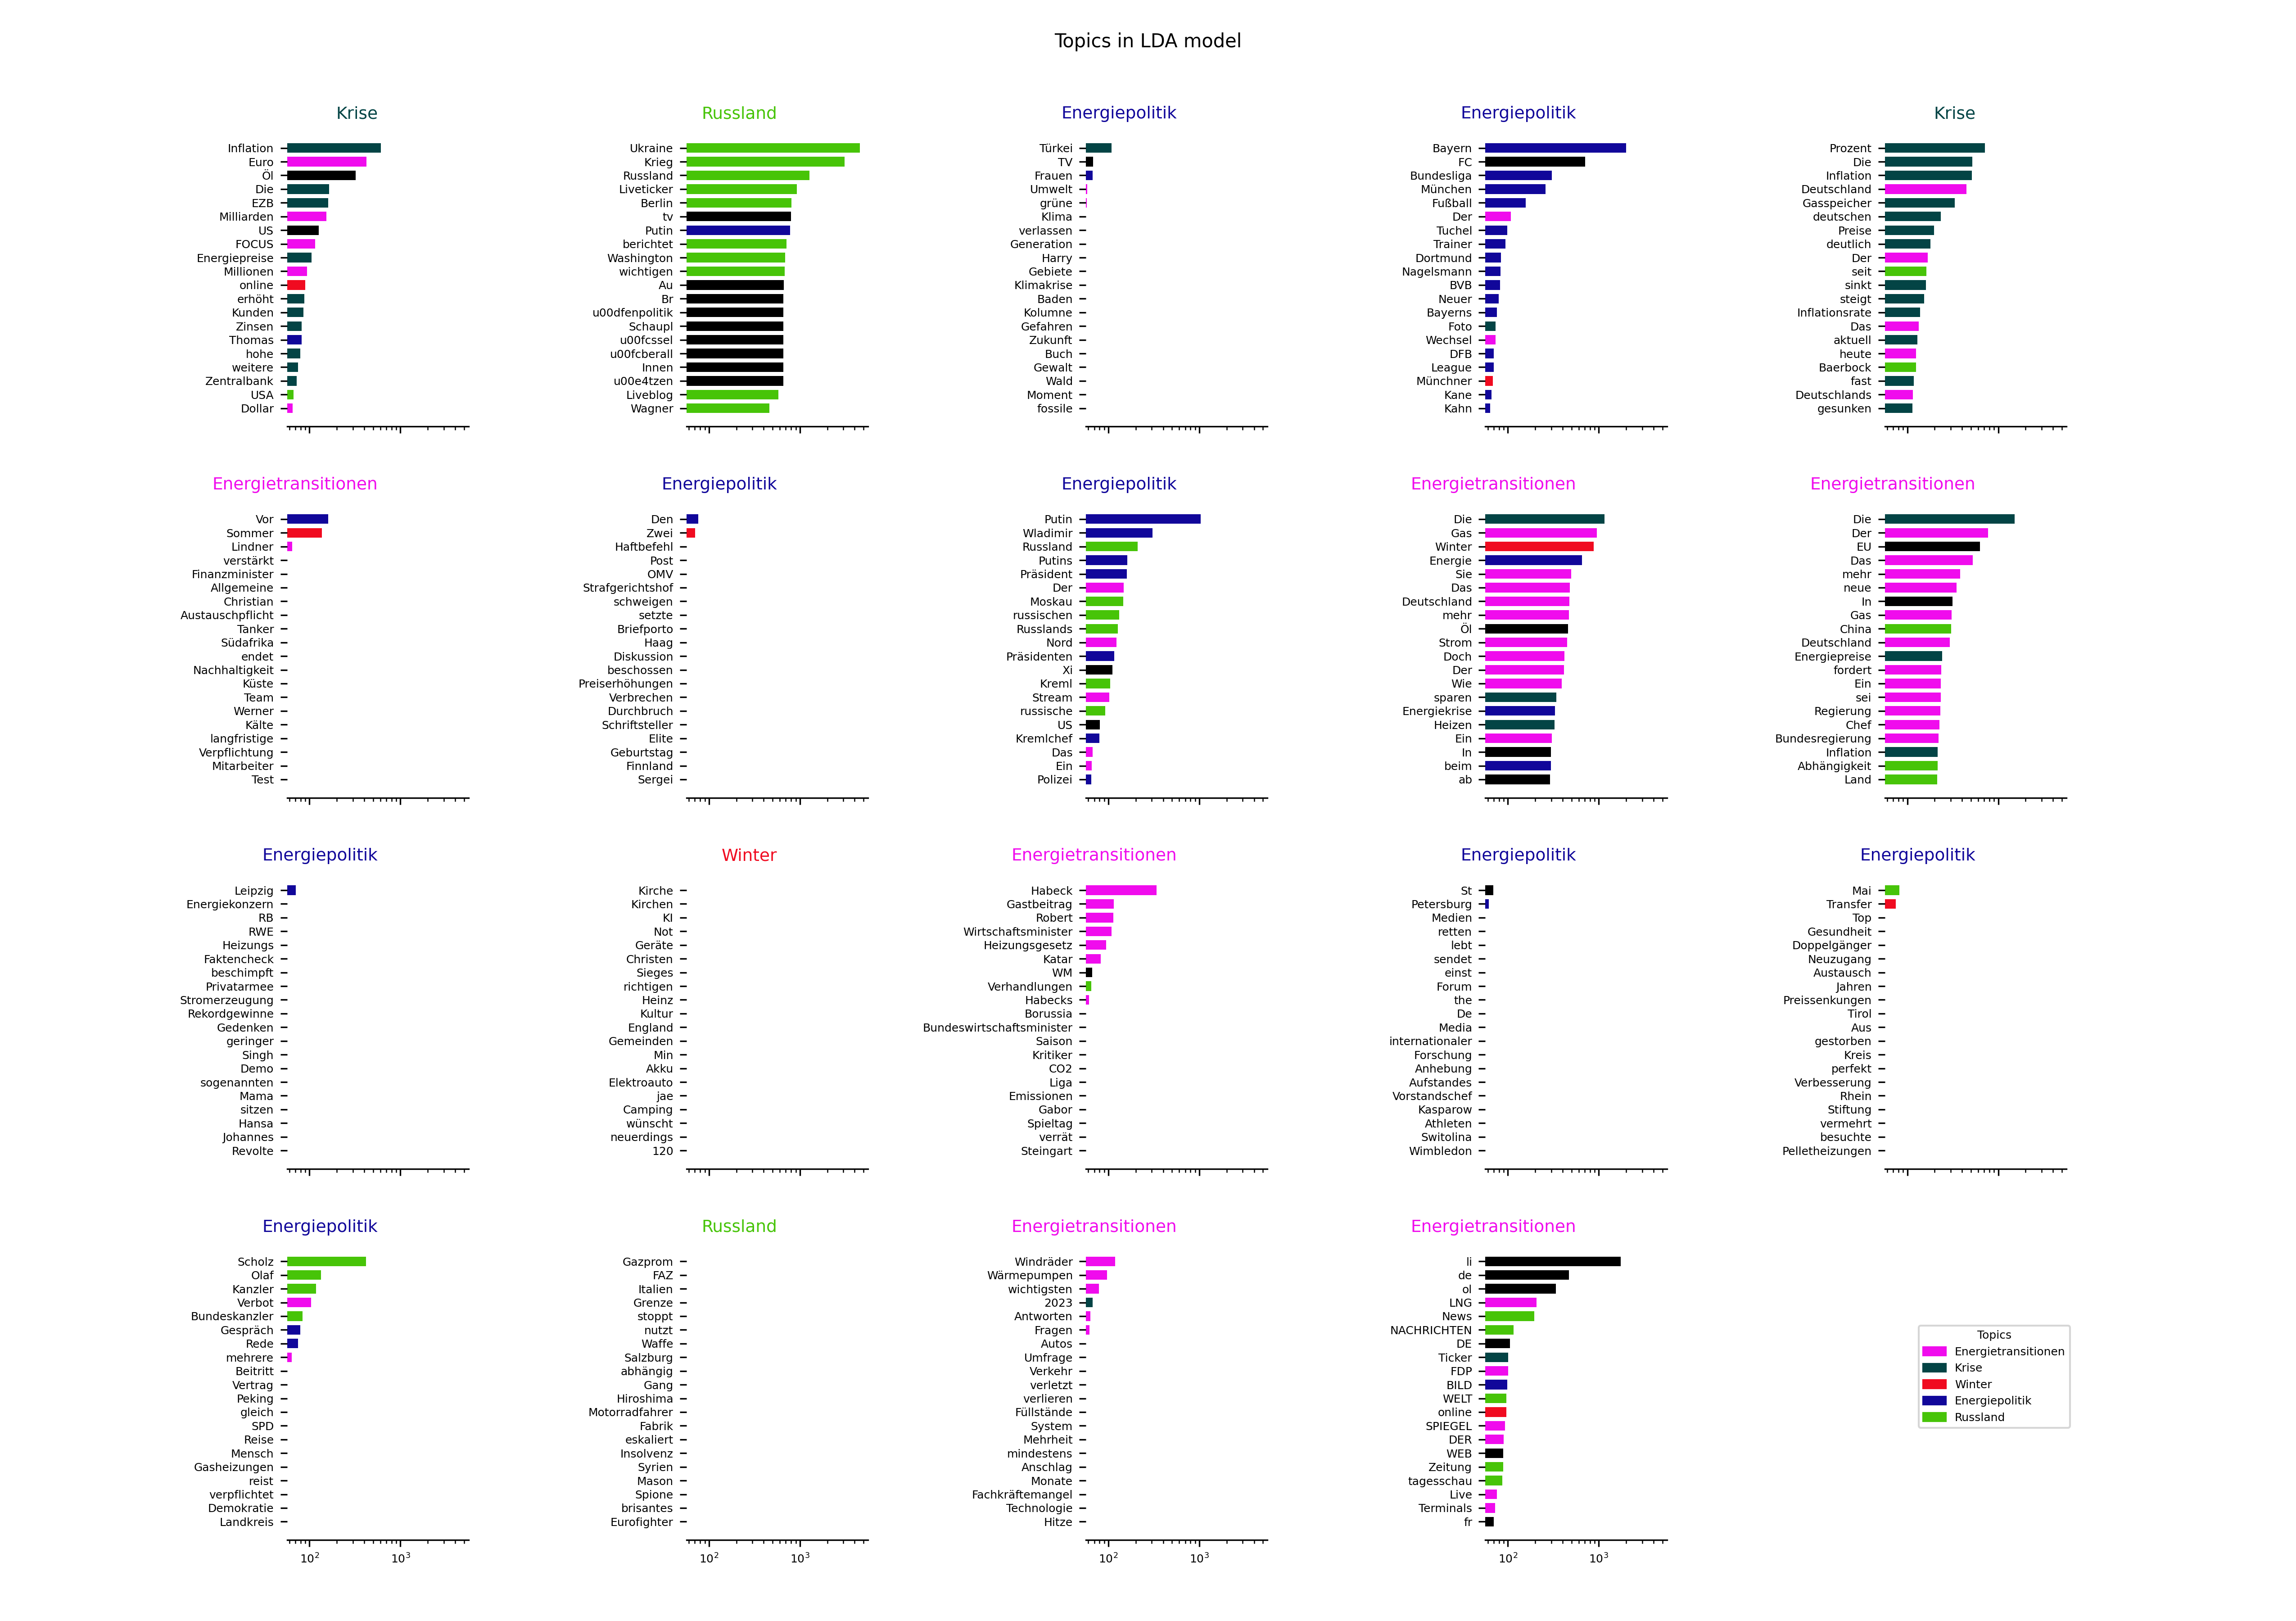 Topics in LDA model
Krise
Inflation
Euro
Öl
Die
EZB
Milliarden
US
FOCUS
Energiepreise
Millionen
online
erhöht
Kunden
Zinsen
Thomas
hohe
weitere
Zentralbank
USA
Dollar
Russland
Ukraine
Krieg
Russland
Liveticker
Berlin
tv
Putin
berichtet
Washington
wichtigen
Au
Br
u00dfenpolitik
Schaupl
u00fcssel
u00fcberall
Innen
u00e4tzen
Liveblog
Wagner
Energiepolitik
Türkei
TV
Frauen
Umwelt
grüne
Klima
verlassen
Generation
Harry
Gebiete
Klimakrise
Baden
Kolumne
Gefahren
Zukunft
Buch
Gewalt
Wald
Moment
fossile
Energiepolitik
Bayern
FC
Bundesliga
München
Fußball
Der
Tuchel
Trainer
Dortmund
Nagelsmann
BVB
Neuer
Bayerns
Foto
Wechsel
DFB
League
Münchner
Kane
Kahn
Krise
Prozent
Die
Inflation
Deutschland
Gasspeicher
deutschen
Preise
deutlich
Der
seit
sinkt
steigt
Inflationsrate
Das
aktuell
heute
Baerbock
fast
Deutschlands
gesunken
Energietransitionen
Vor
Sommer
Lindner
verstärkt
Finanzminister
Allgemeine
Christian
Austauschpflicht
Tanker
Südafrika
endet
Nachhaltigkeit
Küste
Team
Werner
Kälte
langfristige
Verpflichtung
Mitarbeiter
Test
Energiepolitik
Den
Zwei
Haftbefehl
Post
OMV
Strafgerichtshof
schweigen
setzte
Briefporto
Haag
Diskussion
beschossen
Preiserhöhungen
Verbrechen
Durchbruch
Schriftsteller
Elite
Geburtstag
Finnland
Sergei
Energiepolitik
Putin
Wladimir
Russland
Putins
Präsident
Der
Moskau
russischen
Russlands
Nord
Präsidenten
Xi
Kreml
Stream
russische
US
Kremlchef
Das
Ein
Polizei
Energietransitionen
Die
Gas
Winter
Energie
Sie
Das
Deutschland
mehr
Öl
Strom
Doch
Der
Wie
sparen
Energiekrise
Heizen
Ein
In
beim
ab
Energietransitionen
Die
Der
EU
Das
mehr
neue
In
Gas
China
Deutschland
Energiepreise
fordert
Ein
sei
Regierung
Chef
Bundesregierung
Inflation
Abhängigkeit
Land
Energiepolitik
Leipzig
Energiekonzern
RB
RWE
Heizungs
Faktencheck
beschimpft
Privatarmee
Stromerzeugung
Rekordgewinne
Gedenken
geringer
Singh
Demo
sogenannten
Mama
sitzen
Hansa
Johannes
Revolte
Winter
Kirche
Kirchen
KI
Not
Geräte
Christen
Sieges
richtigen
Heinz
Kultur
England
Gemeinden
Min
Akku
Elektroauto
jae
Camping
wünscht
neuerdings
120
Energietransitionen
Habeck
Gastbeitrag
Robert
Wirtschaftsminister
Heizungsgesetz
Katar
WM
Verhandlungen
Habecks
Borussia
Bundeswirtschaftsminister
Saison
Kritiker
CO2
Liga
Emissionen
Gabor
Spieltag
verrät
Steingart
Energiepolitik
St
Petersburg
Medien
retten
lebt
sendet
einst
Forum
the
De
Media
internationaler
Forschung
Anhebung
Aufstandes
Vorstandschef
Kasparow
Athleten
Switolina
Wimbledon
Energiepolitik
Mai
Transfer
Top
Gesundheit
Doppelgänger
Neuzugang
Austausch
Jahren
Preissenkungen
Tirol
Aus
gestorben
Kreis
perfekt
Verbesserung
Rhein
Stiftung
vermehrt
besuchte
Pelletheizungen
Energiepolitik
Scholz
Olaf
Kanzler
Verbot
Bundeskanzler
Gespräch
Rede
mehrere
Beitritt
Vertrag
Peking
gleich
SPD
Reise
Mensch
Gasheizungen
reist
verpflichtet
Demokratie
Landkreis
10²
10³
Russland
Gazprom
FAZ
Italien
Grenze
stoppt
nutzt
Waffe
Salzburg
abhängig
Gang
Hiroshima
Motorradfahrer
Fabrik
eskaliert
Insolvenz
Syrien
Mason
Spione
brisantes
Eurofighter
10²
10³
Energietransitionen
Windräder
Wärmepumpen
wichtigsten
2023
Antworten
Fragen
Autos
Umfrage
Verkehr
verletzt
verlieren
Füllstände
System
Mehrheit
mindestens
Anschlag
Monate
Fachkräftemangel
Technologie
Hitze
10²
10³
Energietransitionen
li
de
ol
LNG
News
NACHRICHTEN
DE
Ticker
FDP
BILD
WELT
online
SPIEGEL
DER
WEB
Zeitung
tagesschau
Live
Terminals
fr
10²
10³
Topics
Energietransitionen
Krise
Winter
Energiepolitik
Russland